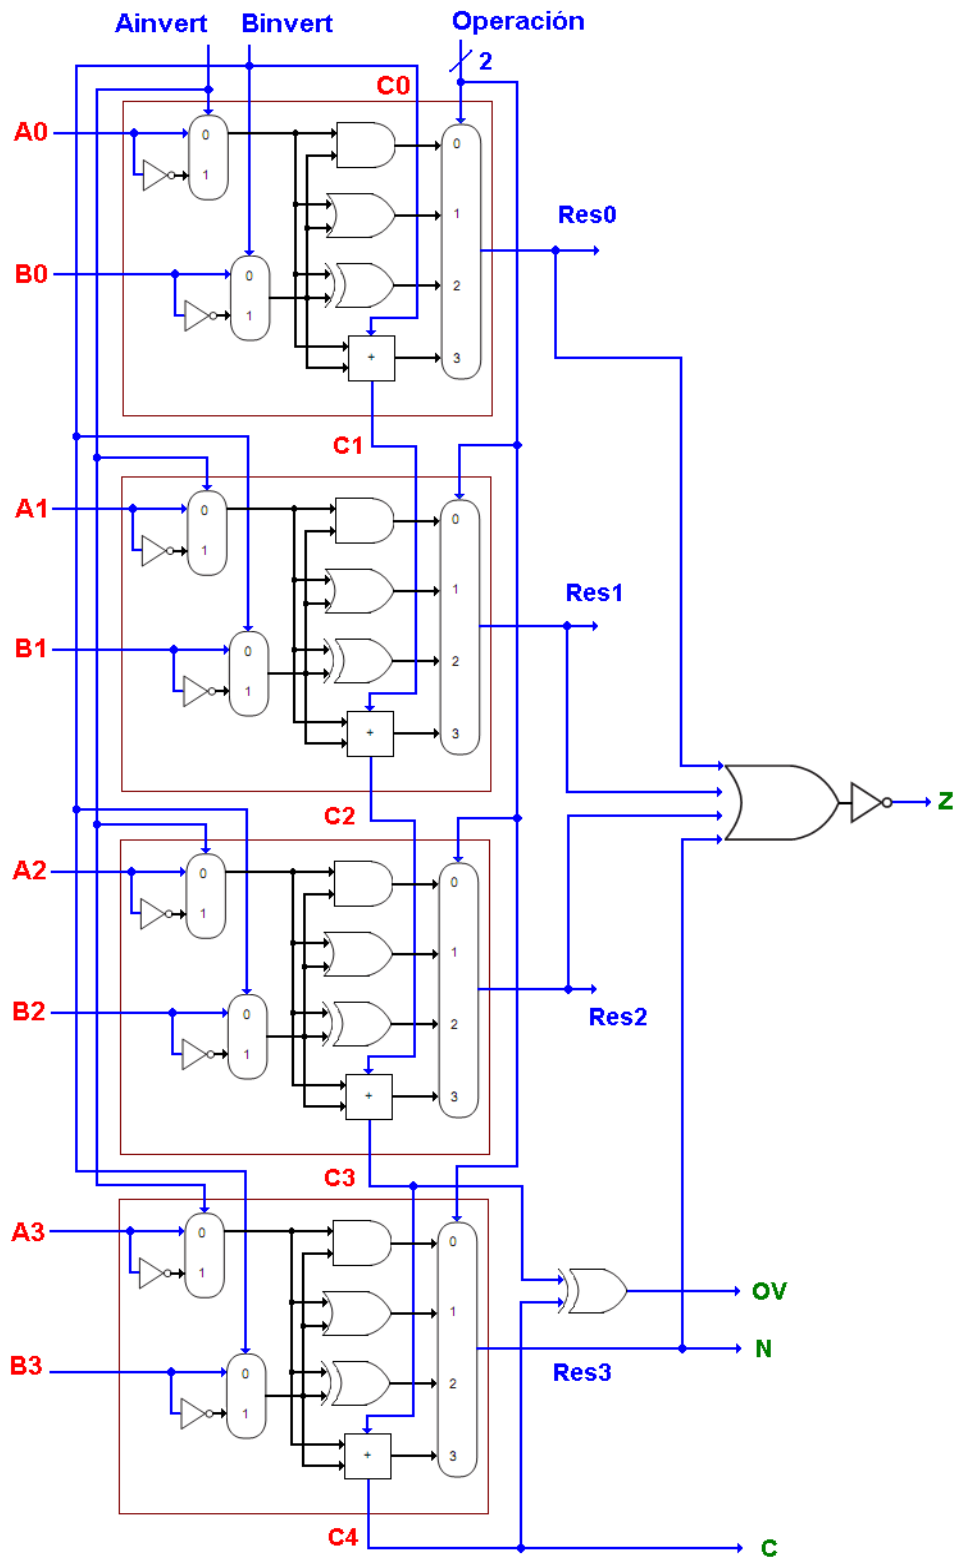 Ainvert Binvert Operación
2
C0
A0 0 0
1
1 Res0
B0 0 2
1
+ 3
C1
A1 0 0
1
1 Res1
B1 0 2
1
+ 3
C2
Z
A2 0 0
1
1
B2 0 2 Res2
1
+ 3
C3
A3 0 0
1
OV
1
N
B3 0 2 Res3
1
+ 3
C4
C